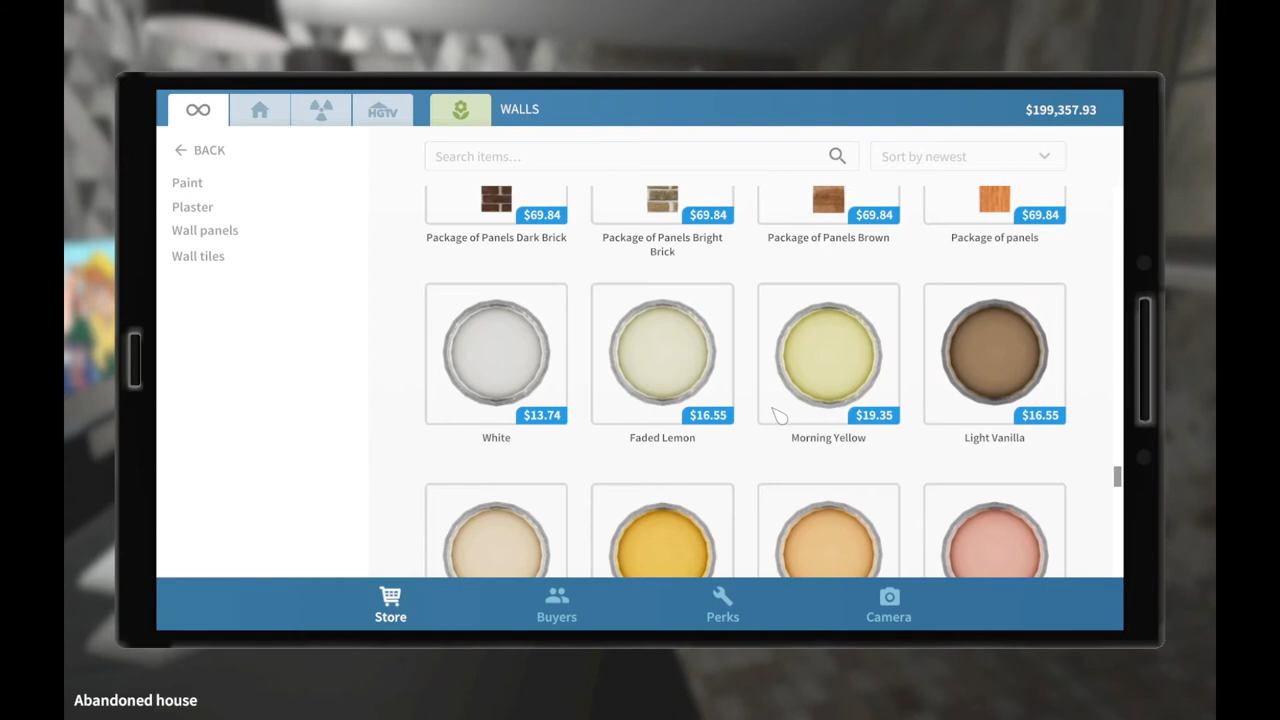 HGTV
WALLS
$199,357.93
BACK
Search items...
Sort by newest
Paint
Plaster
Wall panels
Wall tiles
$69.84
$69.84
$69.84
$69.84
Package of Panels Dark Brick
Package of Panels Bright
Brick
Package of Panels Brown
Package of panels
$13.74
$16.55
$19.35
$16.55
White
Faded Lemon
Morning Yellow
Light Vanilla
Store
Buyers
Perks
Camera
Abandoned house